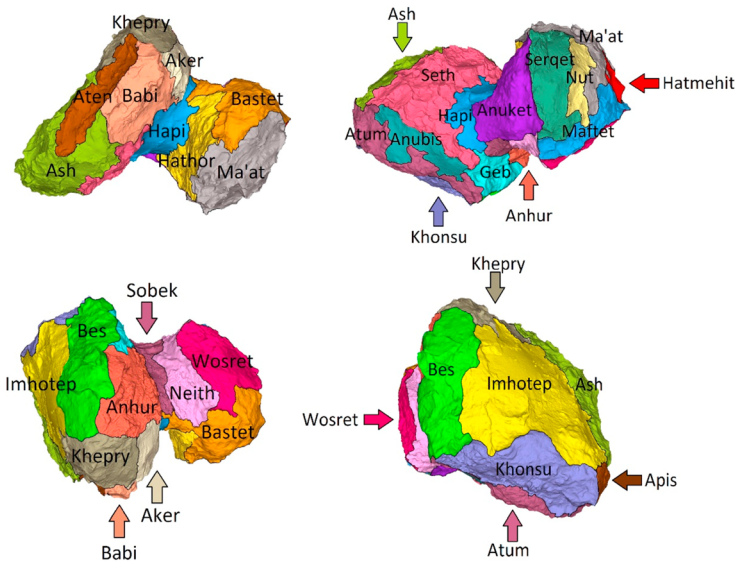 Khepry
Aker
Aten
Babi
Bastet
Hapi
Hathor
Ash
Ma'at
Ash
Ma'at
Seth
Serqet
Nut
Hatmehit
Hapi
Anuket
Atum
Anubis
Maftet
Geb
Khonsu
Anhur
Sobek
Bes
Wosret
Imhotep
Neith
Anhur
Bastet
Khepry
Aker
Babi
Khepry
Bes
Imhotep
Ash
Wosret
Khonsu
Apis
Atum